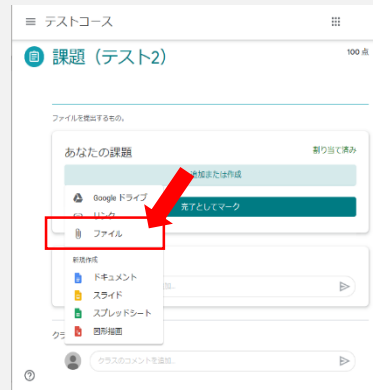 テストコース
課題（テスト2）
100 点
ファイルを提出するもの。
あなたの課題
割り当て済み
追加または作成
Google ドライブ
リンク
完了としてマーク
ファイル
新規作成
ドキュメント
スライド
スプレッドシート
図形描画
クラスのコメントを追加…